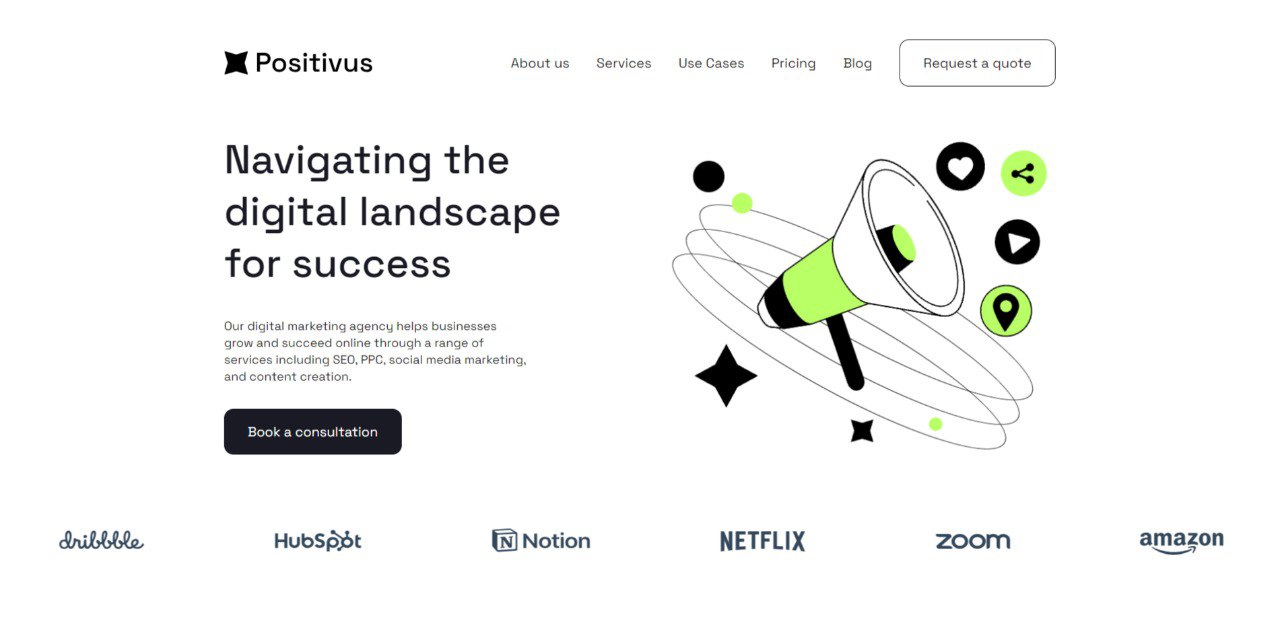 Positivus
About us
Services
Use Cases
Pricing
Blog
Request a quote
Navigating the
digital landscape
for success
Our digital marketing agency helps businesses
grow and succeed online through a range of
services including SEO, PPC, social media marketing,
and content creation.
Book a consultation
dribbble
HubSpot
Notion
NETFLIX
zoom
amazon